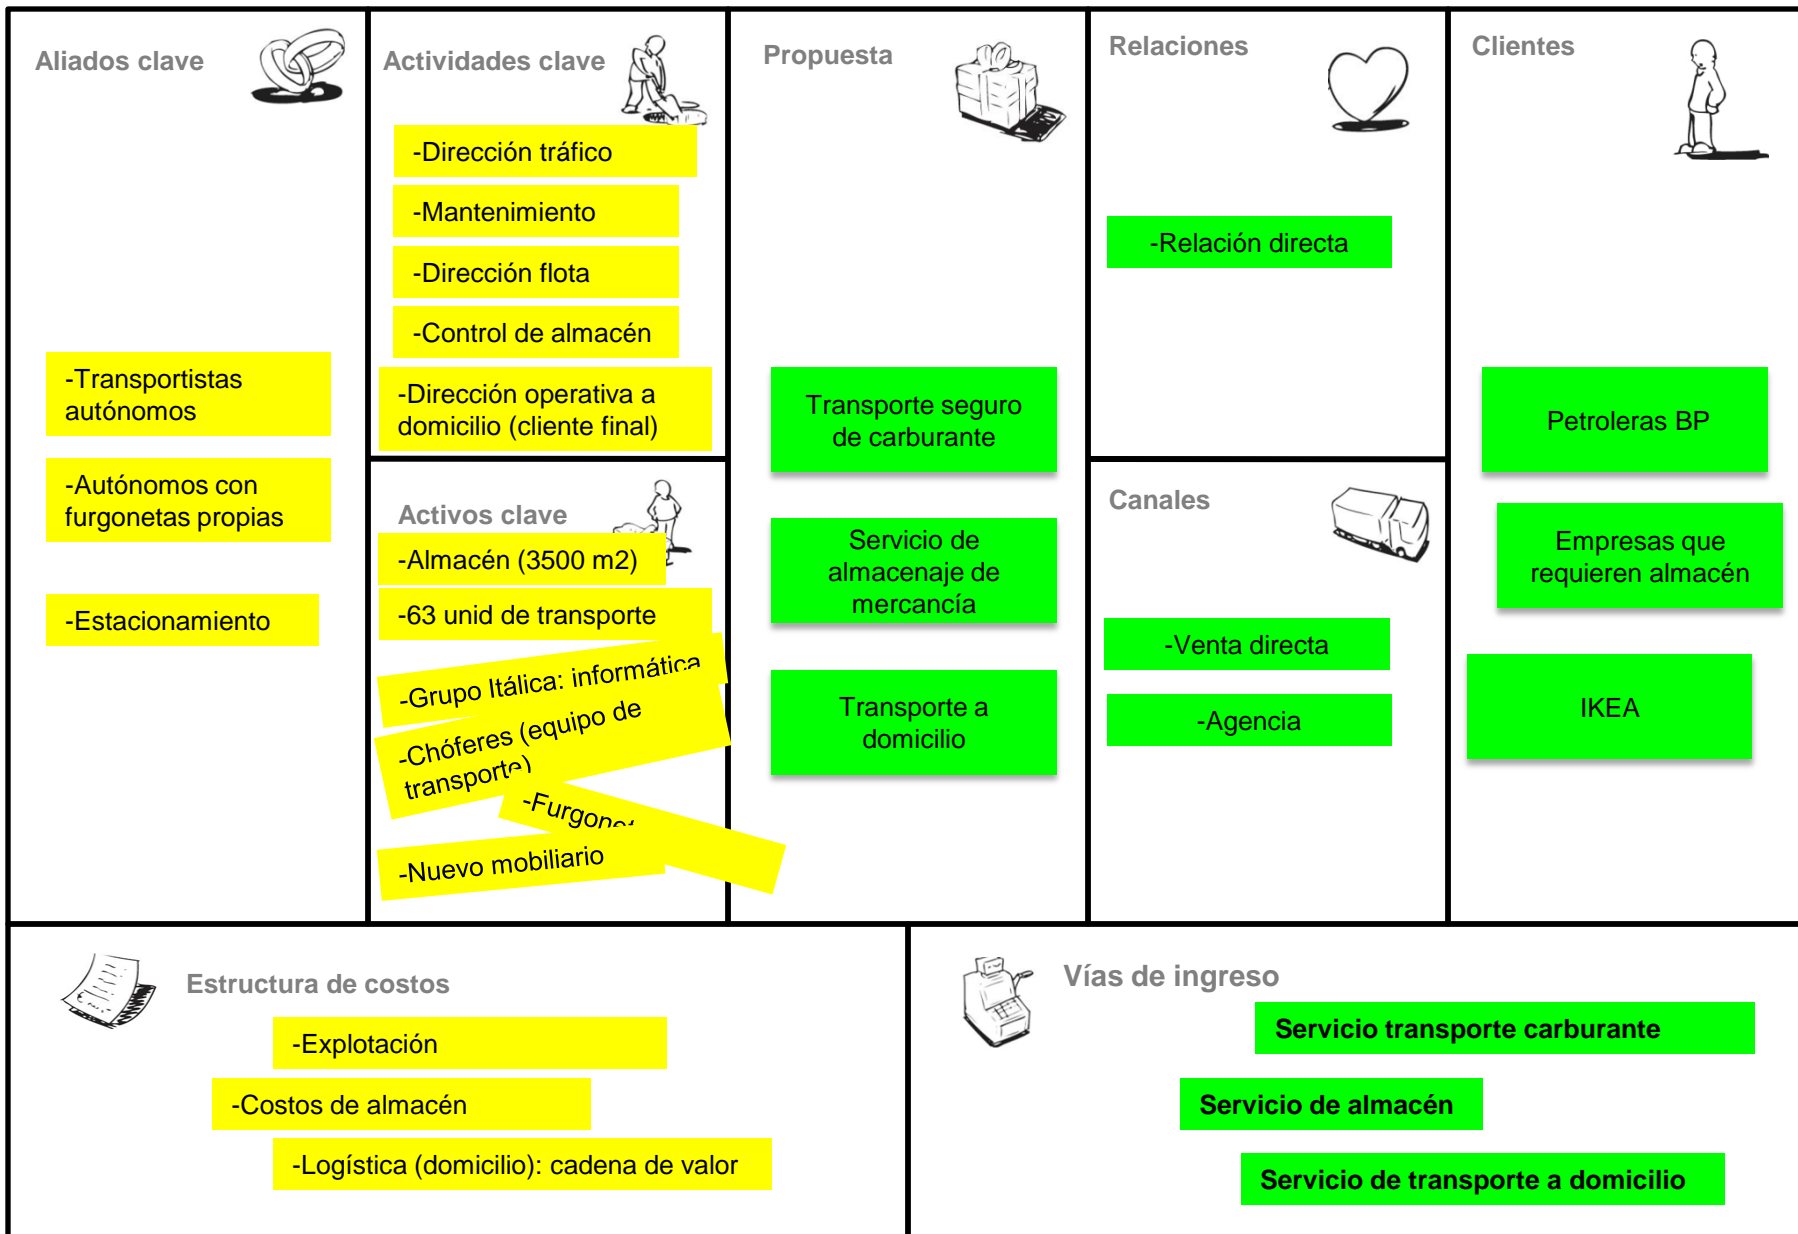 Aliados clave
-Transportistas
autónomos
-Autónomos con
furgonetas propias
-Estacionamiento
Actividades clave
-Dirección tráfico
-Mantenimiento
-Dirección flota
-Control de almacén
-Dirección operativa a
domicilio (cliente final)
Activos clave
-Almacén (3500 m2)
-63 unid de transporte
-Grupo Itálica: informática
-Chóferes (equipo de
transporte)
-Nuevo mobiliario
Propuesta
Transporte seguro
de carburante
Servicio de
almacenaje de
mercancía
Transporte a
domicilio
Relaciones
-Relación directa
Canales
-Venta directa
-Agencia
Clientes
Petroleras BP
Empresas que
requieren almacén
IKEA
Estructura de costos
-Explotación
-Costos de almacén
-Logística (domicilio): cadena de valor
Vías de ingreso
Servicio transporte carburante
Servicio de almacén
Servicio de transporte a domicilio